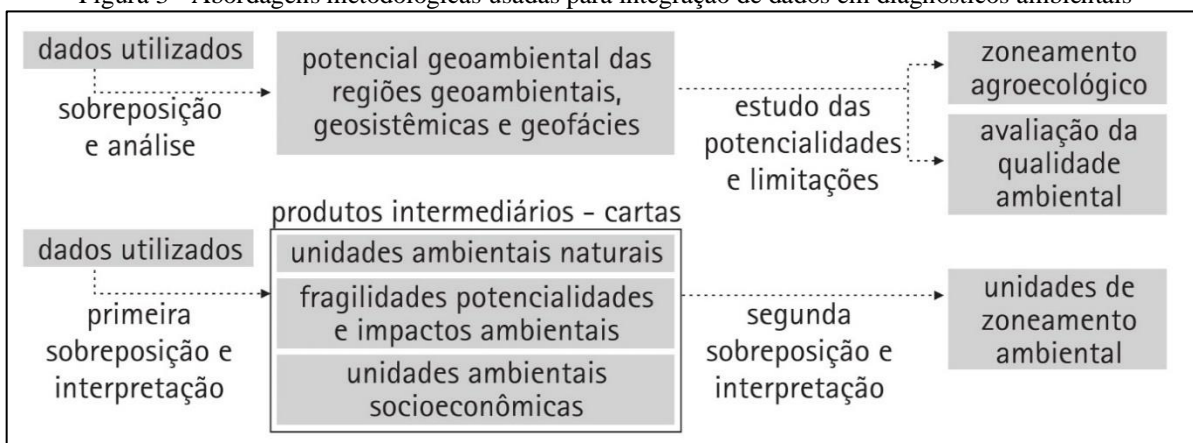 Figura 3 - Abordagens metodológicas usadas para integração de dados em diagnósticos ambientais
dados utilizados
sobreposição
e análise
potencial geoambiental das
regiões geoambientais,
geosistêmicas e geofácies
estudo das
potencialidades
e limitações
zoneamento
agroecológico
avaliação da
qualidade
ambiental
produtos intermediários - cartas
dados utilizados
primeira
sobreposição e
interpretação
unidades ambientais naturais
fragilidades potencialidades
e impactos ambientais
unidades ambientais
socioeconômicas
segunda
sobreposição e
interpretação
unidades de
zoneamento
ambiental